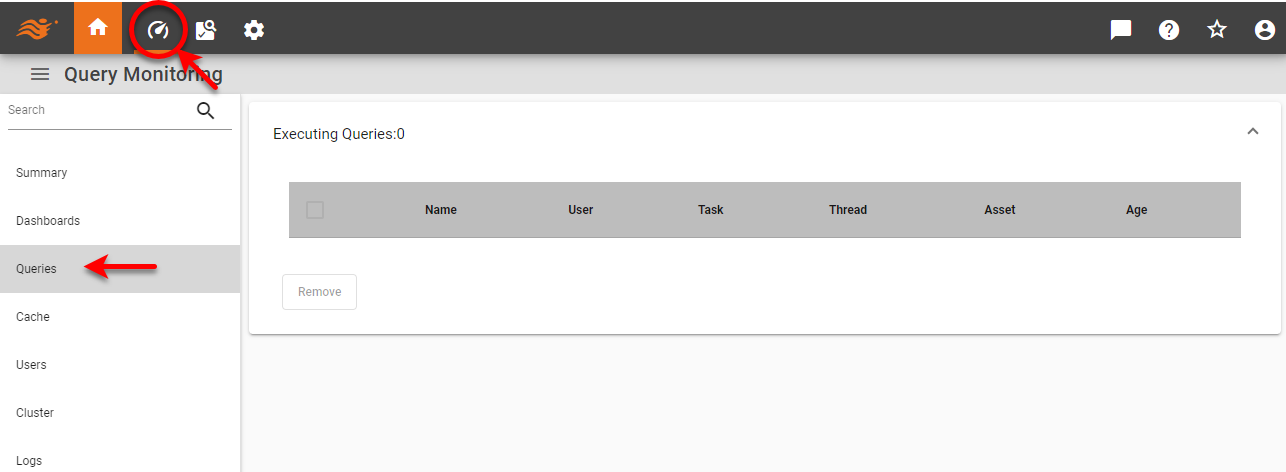 Query Monitoring
Search
Summary
Dashboards
Queries
Cache
Users
Cluster
Logs
Executing Queries:0
Name User Task Thread Asset Age
Remove